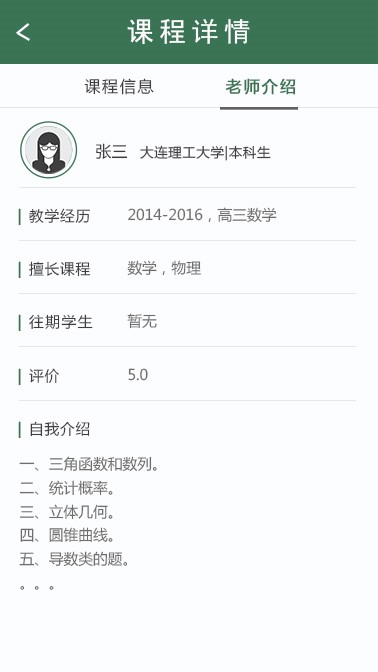 课程详情
课程信息 老师介绍
张三 大连理工大学|本科生
教学经历 2014-2016，高三数学
擅长课程 数学，物理
往期学生 暂无
评价 5.0
自我介绍
一、三角函数和数列。
二、统计概率。
三、立体几何。
四、圆锥曲线。
五、导数类的题。
。。。